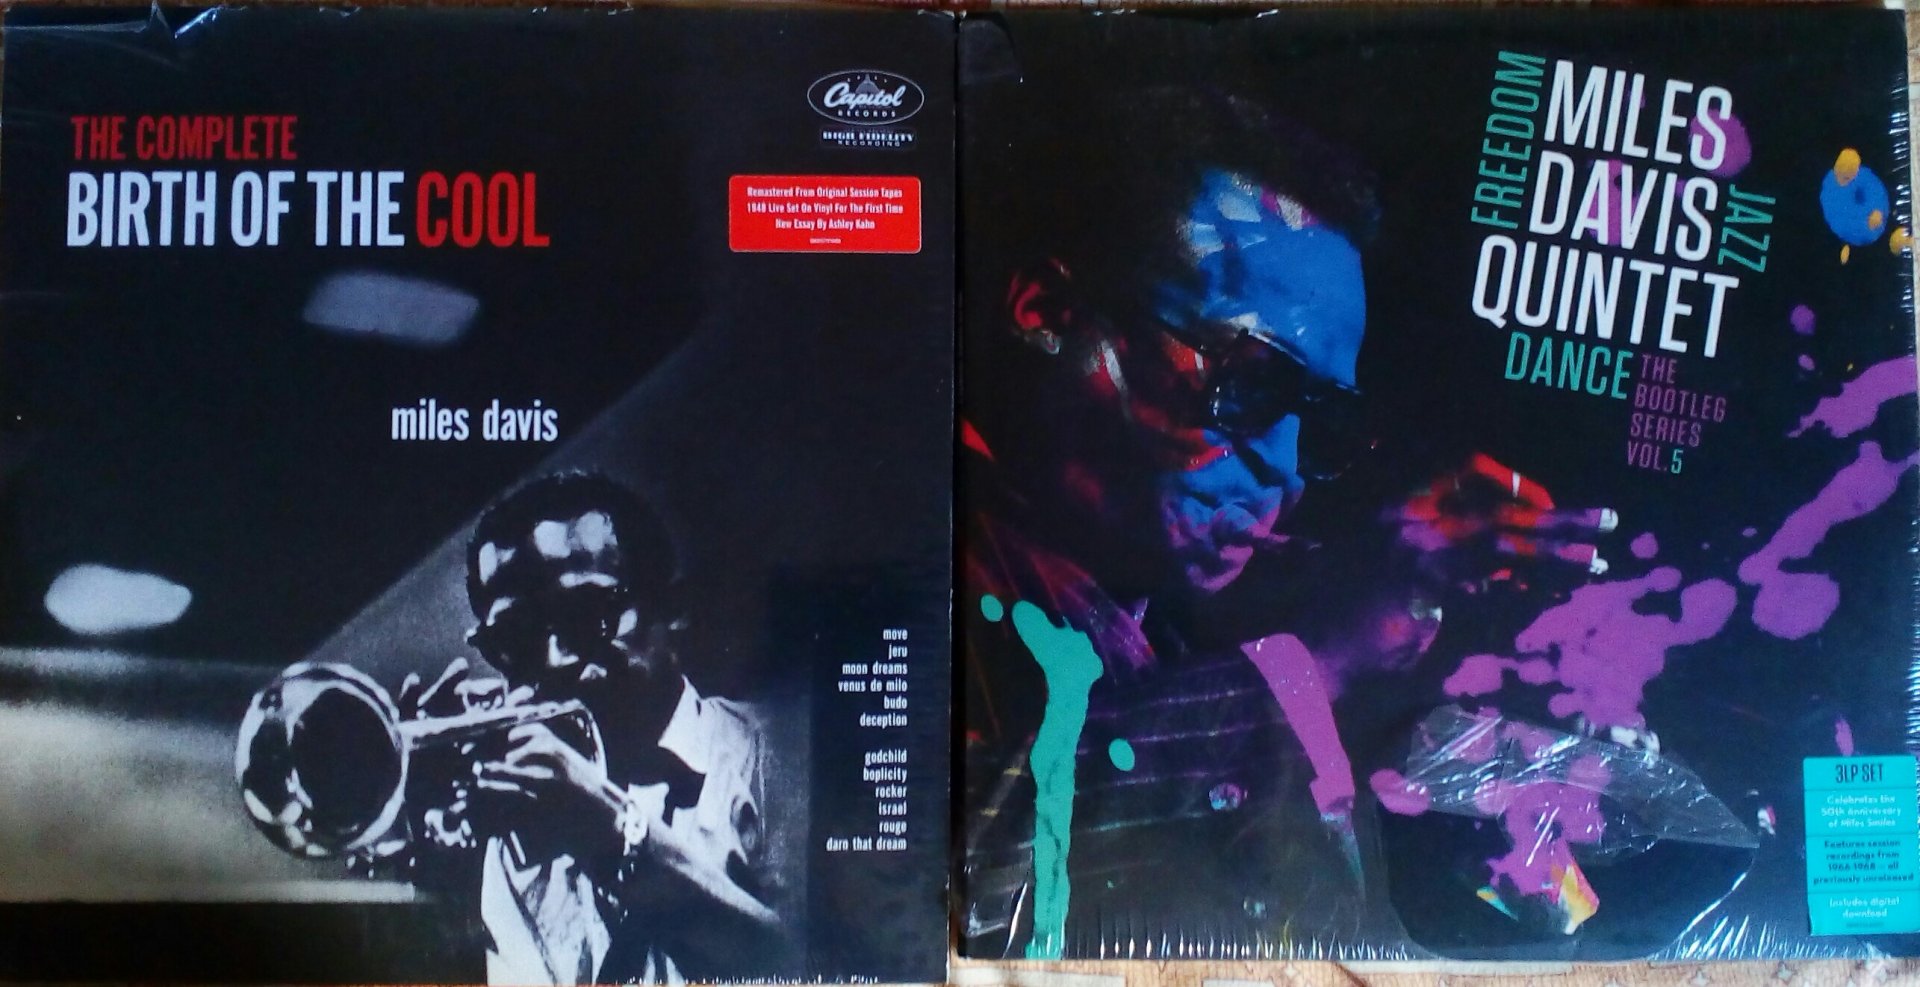 THE COMPLETE
BIRTH OF THE COOL
Capitol
RECORDS
HIGH FIDELITY
RECORDING
Remastered From Original Session Tapes
1948 Live Set On Vinyl For The First Time
New Essay By Ashley Kahn
miles davis
move
jeru
moon dreams
venus de milo
budo
deception
godchild
boplicity
rocker
israel
rouge
darn that dream
FREEDOM
MILES
DAVIS
QUINTET
JAZZ
DANCE
THE
BOOTLEG
SERIES
VOL.5
3LP SET
Celebrates the
50th anniversary
of Miles Smiles
Features session
recordings from
1966-1968 – all
previously unreleased
Includes digital
download